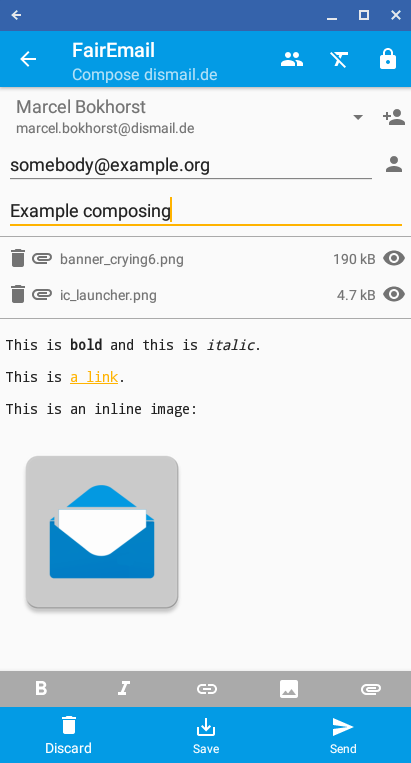 FairEmail
Compose dismail.de
Marcel Bokhorst
marcel.bokhorst@dismail.de
somebody@example.org
Example composing
banner_crying6.png 190 kB
ic_launcher.png 4.7 kB
This is bold and this is italic.
This is a link.
This is an inline image:
B I
Discard Save Send